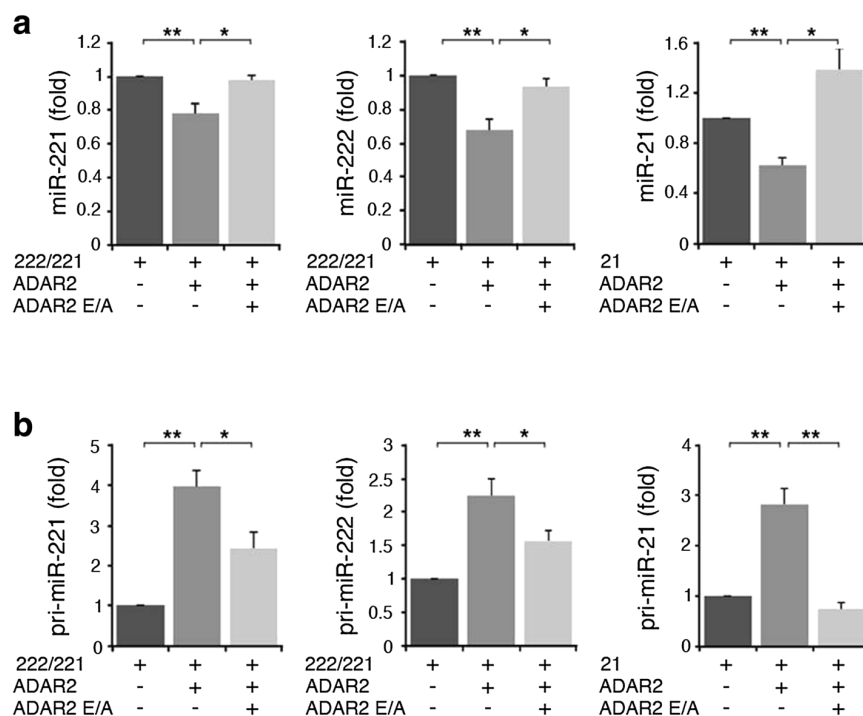 a
** * ** * ** *
miR-221 (fold) 1.2 1 0.8 0.6 0.4 0.2 0
miR-222 (fold) 1.2 1 0.8 0.6 0.4 0.2 0
miR-21 (fold) 1.6 1.2 0.8 0.4 0
222/221 + + + 222/221 + + + 21 + + +
ADAR2 - + + ADAR2 - + + ADAR2 - + +
ADAR2 E/A - - + ADAR2 E/A - - + ADAR2 E/A - - +
b
** * ** * ** **
pri-miR-221 (fold) 5 4 3 2 1 0
pri-miR-222 (fold) 3 2.5 2 1.5 1 0.5 0
pri-miR-21 (fold) 4 3 2 1 0
222/221 + + + 222/221 + + + 21 + + +
ADAR2 - + + ADAR2 - + + ADAR2 - + +
ADAR2 E/A - - + ADAR2 E/A - - + ADAR2 E/A - - +